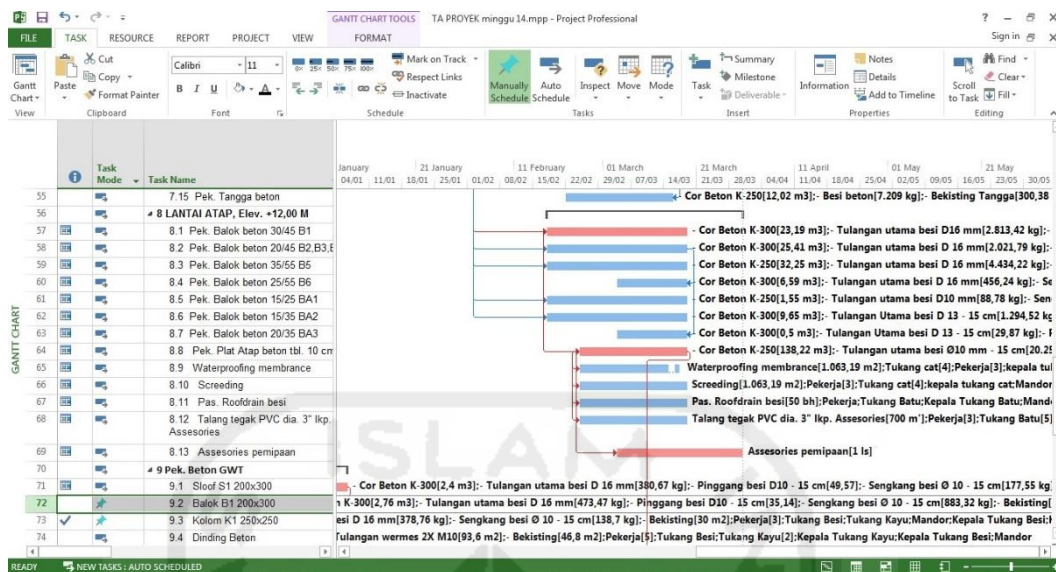 GANTT CHART TOOLS TA PROYEK minggu 14.mpp - Project Professional
FILE TASK RESOURCE REPORT PROJECT VIEW FORMAT Sign in
Gantt Chart
Paste
Cut
Copy
Format Painter
Calibri 11
B I U A
0% 25% 50% 75% 100%
Mark on Track
Respect Links
Inactivate
Manually Schedule
Auto Schedule
Inspect Move Mode
Task
Summary
Milestone
Deliverable
Information
Notes
Details
Add to Timeline
Scroll to Task
Find
Clear
Fill
View Clipboard Font Schedule Tasks Insert Properties Editing
Task Mode Task Name
January 21 January 11 February 01 March 21 March 11 April 01 May 21 May
04/01 11/01 18/01 25/01 01/02 08/02 15/02 22/02 29/02 07/03 14/03 21/03 28/03 04/04 11/04 18/04 25/04 02/05 09/05 16/05 23/05 30/05
55 7.15 Pek. Tangga beton - Cor Beton K-250[12,02 m3];- Besi beton[7.209 kg];- Bekisting Tangga[300,38
56 8 LANTAI ATAP, Elev. +12,00 M
57 8.1 Pek. Balok beton 30/45 B1 - Cor Beton K-300[23,19 m3];- Tulangan utama besi D16 mm[2.813,42 kg];-
58 8.2 Pek. Balok beton 20/45 B2,B3, - Cor Beton K-300[25,41 m3];- Tulangan utama besi D 16 mm[2.021,79 kg];-
59 8.3 Pek. Balok beton 35/55 B5 - Cor Beton K-250[32,25 m3];- Tulangan utama besi D 16 mm[4.434,22 kg];-
60 8.4 Pek. Balok beton 25/55 B6 - Cor Beton K-300[6,59 m3];- Tulangan utama besi D 16 mm[456,24 kg];- Se
61 8.5 Pek. Balok beton 15/25 BA1 - Cor Beton K-250[1,55 m3];- Tulangan utama besi D10 mm[88,78 kg];- Sen
62 8.6 Pek. Balok beton 15/35 BA2 - Cor Beton K-300[9,65 m3];- Tulangan utama besi D 13 - 15 cm[1.294,52 kg
63 8.7 Pek. Balok beton 20/35 BA3 - Cor Beton K-300[0,5 m3];- Tulangan Utama besi D 13 - 15 cm[29,87 kg];-
64 8.8 Pek. Plat Atap beton tbl. 10 cm - Cor Beton K-250[138,22 m3];- Tulangan utama besi Ø10 mm - 15 cm[20.25
65 8.9 Waterproofing membrance Waterproofing membrance[1.063,19 m2];Pekerja[3];Tukang cat[4];kepala tul
66 8.10 Screeding Screeding[1.063,19 m2];Pekerja[3];Tukang cat[4];kepala tukang cat;Mandor
67 8.11 Pas. Roofdrain besi Pas. Roofdrain besi[50 bh];Pekerja;Tukang Batu;Kepala Tukang Batu;Mand
68 8.12 Talang tegak PVC dia. 3" lkp. Assesories Talang tegak PVC dia. 3" lkp. Assesories[700 m'];Pekerja[3];Tukang Batu[5]
69 8.13 Assesories pemipaan Assesories pemipaan[1 ls]
70 9 Pek. Beton GWT
71 9.1 Sloof S1 200x300 - Cor Beton K-300[2,4 m3];- Tulangan utama besi D 16 mm[380,67 kg];- Pinggang besi D10 - 15 cm[49,57];- Sengkang besi Ø 10 - 15 cm[177,55 kg]
72 9.2 Balok B1 200x300 K-300[2,76 m3];- Tulangan utama besi D 16 mm[473,47 kg];- Pinggang besi D10 - 15 cm[35,14];- Sengkang besi Ø 10 - 15 cm[883,32 kg];- Bekisting[
73 9.3 Kolom K1 250x250 esi D 16 mm[378,76 kg];- Sengkang besi Ø 10 - 15 cm[138,7 kg];- Bekisting[30 m2];Pekerja[3];Tukang Besi;Tukang Kayu;Mandor;Kepala Tukang Besi;
74 9.4 Dinding Beton Tulangan wermes 2X M10[93,6 m2];- Bekisting[46,8 m2];Pekerja[5];Tukang Besi;Tukang Kayu[2];Kepala Tukang Kayu;Kepala Tukang Besi;Mandor
GANTT CHART
ISLAM
READY NEW TASKS : AUTO SCHEDULED